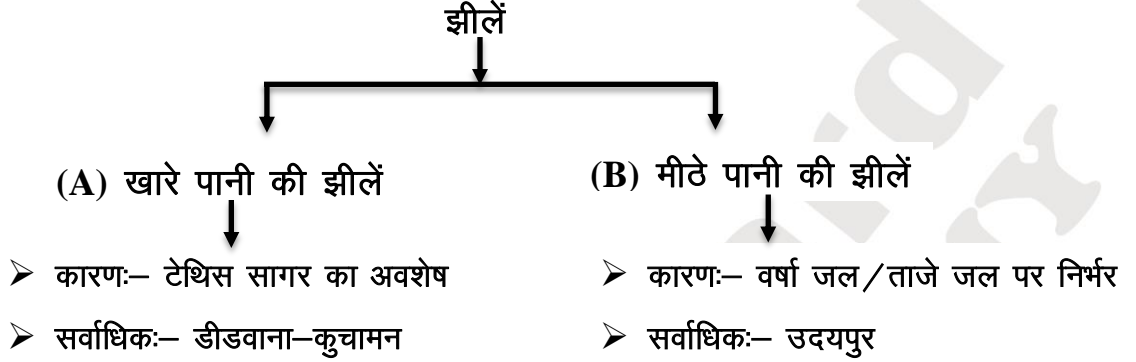 झीलें
(A) खारे पानी की झीलें
(B) मीठे पानी की झीलें
➢ कारणः– टेथिस सागर का अवशेष
➢ सर्वाधिकः– डीडवाना–कुचामन
➢ कारणः– वर्षा जल/ताजे जल पर निर्भर
➢ सर्वाधिकः– उदयपुर